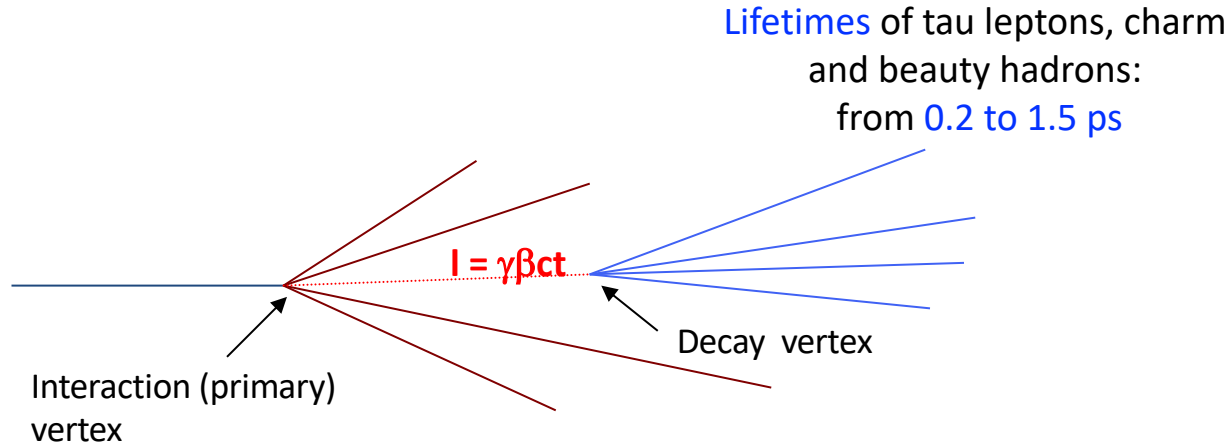 Lifetimes of tau leptons, charm
and beauty hadrons:
from 0.2 to 1.5 ps
l = γβct
Decay vertex
Interaction (primary)
vertex